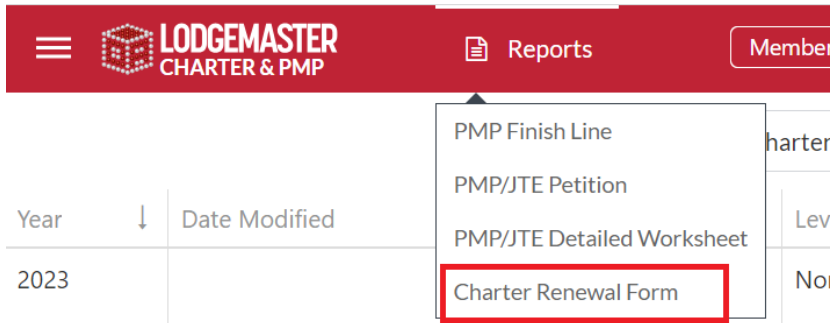 LODGEMASTER
CHARTER & PMP
Reports
PMP Finish Line
PMP/JTE Petition
PMP/JTE Detailed Worksheet
Charter Renewal Form
Year
Date Modified
2023